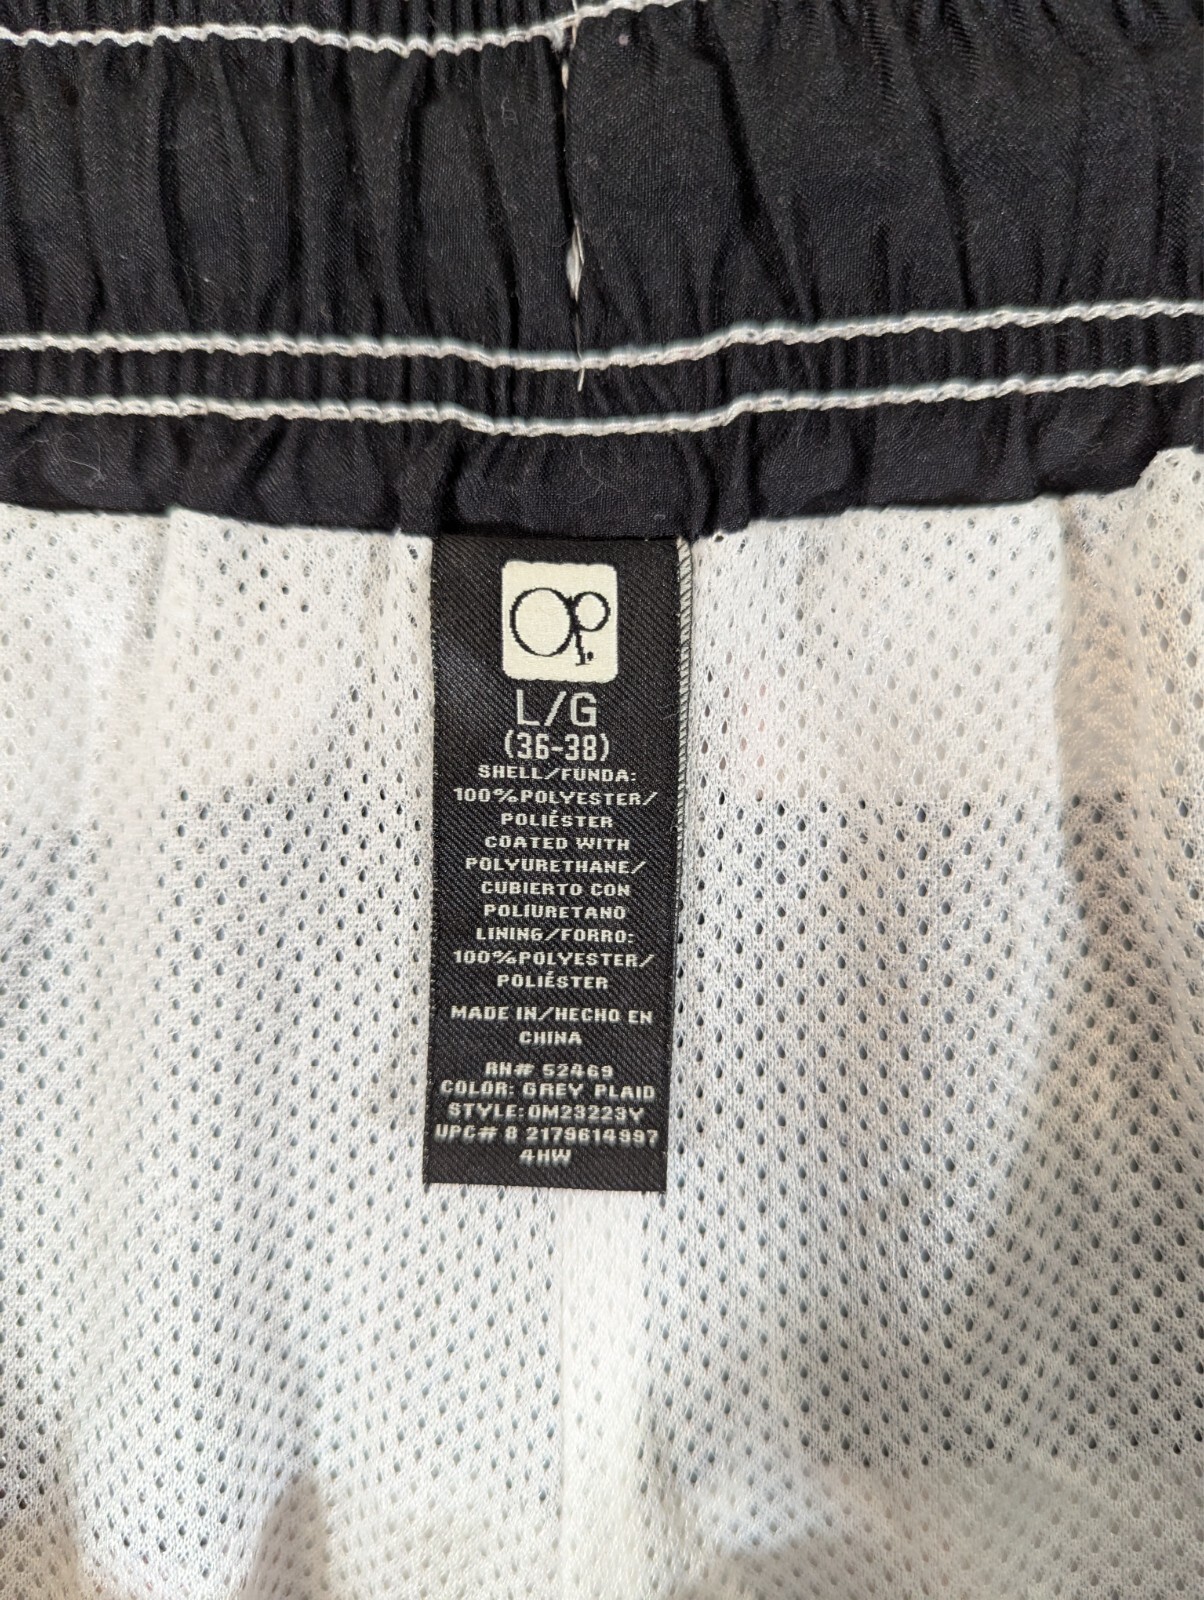 Op.
L/G
(36-38)
SHELL/FUNDA:
100%POLYESTER/
POLIÉSTER
COATED WITH
POLYURETHANE/
CUBIERTO CON
POLIURETANO
LINING/FORRO:
100%POLYESTER/
POLIÉSTER
MADE IN/HECHO EN
CHINA
RN# 52469
COLOR: GREY PLAID
STYLE:OM23223Y
UPC# 8 2179614997
4HW